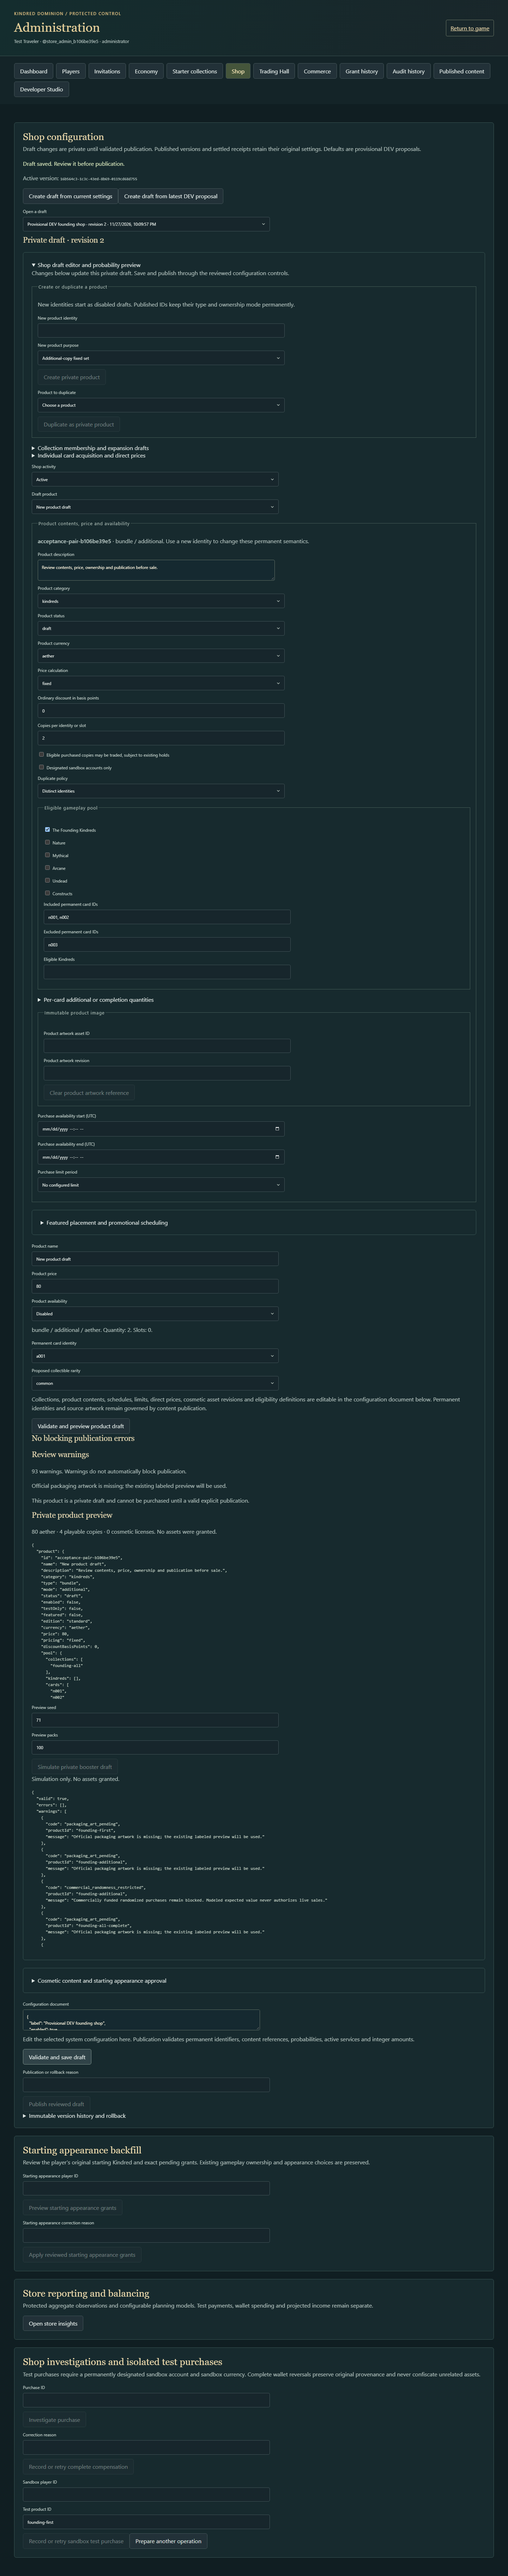 KINDRED DOMINION / PROTECTED CONTROL
Administration
Return to game
Dashboard
Players
Invitations
Economy
Starter collections
Shop
Trading Hall
Commerce
Grant history
Audit history
Published content
Developer Studio
Shop configuration
Draft changes are private until validated publication. Published versions and settled receipts retain their original settings. Defaults are provisional DEV proposals.
Draft saved. Review it before publication.
Active version:
Create draft from current settings
Create draft from latest DEV proposal
Open a draft
Provisional DEV founding shop · revision 2 · 11/27/2026, 10:09:57 PM
Private draft · revision 2
▼ Shop draft editor and probability preview
Changes below update this private draft. Save and publish through the reviewed configuration controls.
Create or duplicate a product
New identities start as disabled drafts. Published IDs keep their type and ownership mode permanently.
New product identity
New product purpose
Additional-copy fixed set
Create private product
Product to duplicate
Choose a product
Duplicate as private product
▶ Collection membership and expansion drafts
▶ Individual card acquisition and direct prices
Shop activity
Active
Draft product
New product draft
Product contents, price and availability
acceptance-pair-b106be39e5 · bundle / additional. Use a new identity to change these permanent semantics.
Product description
Review contents, price, ownership and publication before sale.
Product category
kindreds
Product status
draft
Product currency
aether
Price calculation
fixed
Ordinary discount in basis points
0
Copies per identity or slot
2
Eligible purchased copies may be traded, subject to existing holds
Designated sandbox accounts only
Duplicate policy
Distinct identities
Eligible gameplay pool
The Founding Kindreds
Nature
Mythical
Arcane
Undead
Constructs
Included permanent card IDs
n001, n002
Excluded permanent card IDs
n003
Eligible Kindreds
▶ Per-card additional or completion quantities
Immutable product image
Product artwork asset ID
Product artwork revision
Clear product artwork reference
Purchase availability start (UTC)
mm/dd/yyyy --:-- --
Purchase availability end (UTC)
mm/dd/yyyy --:-- --
Purchase limit period
No configured limit
▶ Featured placement and promotional scheduling
Product name
New product draft
Product price
80
Product availability
Disabled
bundle / additional / aether. Quantity: 2. Slots: 0.
Permanent card identity
a001
Proposed collectible rarity
common
Collections, product contents, schedules, limits, direct prices, cosmetic asset revisions and eligibility definitions are editable in the configuration document below. Permanent identities and source artwork remain governed by content publication.
Validate and preview product draft
No blocking publication errors
Review warnings
93 warnings. Warnings do not automatically block publication.
Official packaging artwork is missing; the existing labeled preview will be used.
This product is a private draft and cannot be purchased until a valid explicit publication.
Private product preview
80 aether · 4 playable copies · 0 cosmetic licenses. No assets were granted.
{
"product": {
"id": "acceptance-pair-b106be39e5",
"name": "New product draft",
"description": "Review contents, price, ownership and publication before sale.",
"category": "kindreds",
"type": "bundle",
"mode": "additional",
"status": "draft",
"enabled": false,
"testOnly": false,
"featured": false,
"edition": "standard",
"currency": "aether",
"price": 80,
"pricing": "fixed",
"discountBasisPoints": 0,
"pool": {
"collections": [
"founding-all"
],
"kindreds": [],
"cards": [
"n001",
"n002"
Preview seed
71
Preview packs
100
Simulate private booster draft
Simulation only. No assets granted.
{
"valid": true,
"errors": [],
"warnings": [
{
"code": "packaging_art_pending",
"productId": "founding-first",
"message": "Official packaging artwork is missing; the existing labeled preview will be used."
},
{
"code": "packaging_art_pending",
"productId": "founding-additional",
"message": "Official packaging artwork is missing; the existing labeled preview will be used."
},
{
"code": "commercial_randomness_restricted",
"productId": "founding-additional",
"message": "Commercially funded randomized purchases remain blocked. Modeled expected value never authorizes live sales."
},
{
"code": "packaging_art_pending",
"productId": "founding-all-complete",
"message": "Official packaging artwork is missing; the existing labeled preview will be used."
},
{
▶ Cosmetic content and starting appearance approval
Configuration document
{
"label": "Provisional DEV founding shop",
Edit the selected system configuration here. Publication validates permanent identifiers, content references, probabilities, active services and integer amounts.
Validate and save draft
Publication or rollback reason
Publish reviewed draft
▶ Immutable version history and rollback
Starting appearance backfill
Review the player's original starting Kindred and exact pending grants. Existing gameplay ownership and appearance choices are preserved.
Starting appearance player ID
Preview starting appearance grants
Starting appearance correction reason
Apply reviewed starting appearance grants
Store reporting and balancing
Protected aggregate observations and configurable planning models. Test payments, wallet spending and projected income remain separate.
Open store insights
Shop investigations and isolated test purchases
Test purchases require a permanently designated sandbox account and sandbox currency. Complete wallet reversals preserve original provenance and never confiscate unrelated assets.
Purchase ID
Investigate purchase
Correction reason
Record or retry complete compensation
Sandbox player ID
Test product ID
founding-first
Record or retry sandbox test purchase
Prepare another operation